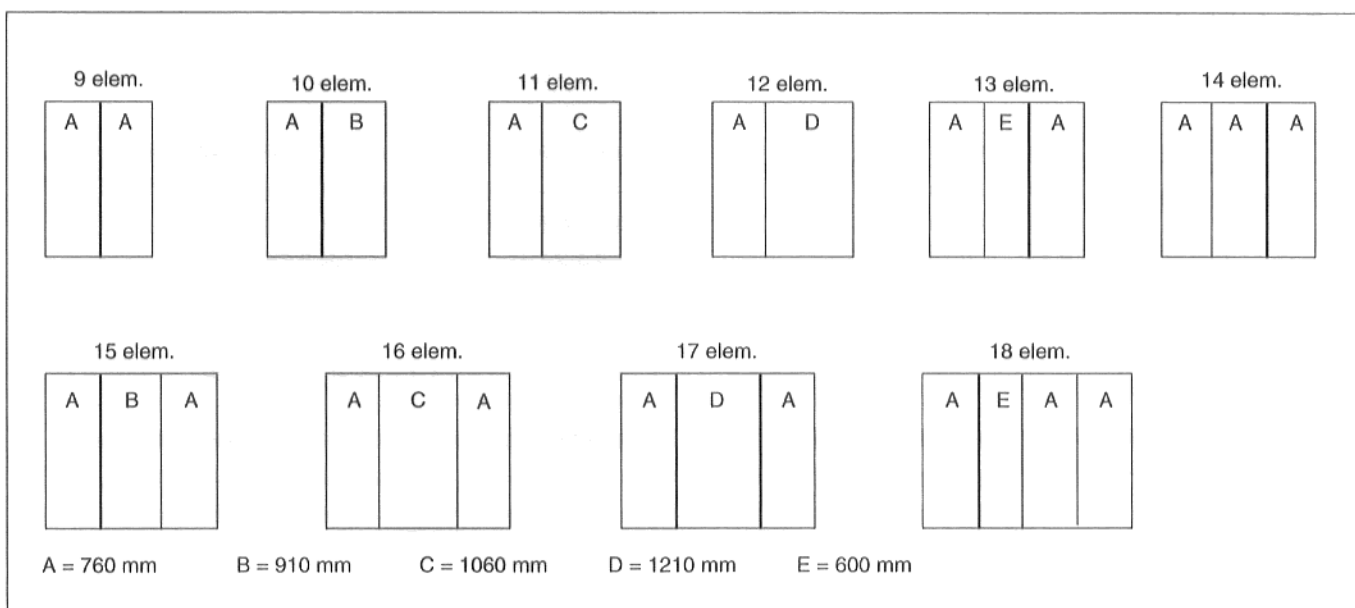 9 elem. 10 elem. 11 elem. 12 elem. 13 elem. 14 elem.
A A A B A C A D A E A A A A
15 elem. 16 elem. 17 elem. 18 elem.
A B A A C A A D A A E A A
A = 760 mm B = 910 mm C = 1060 mm D = 1210 mm E = 600 mm